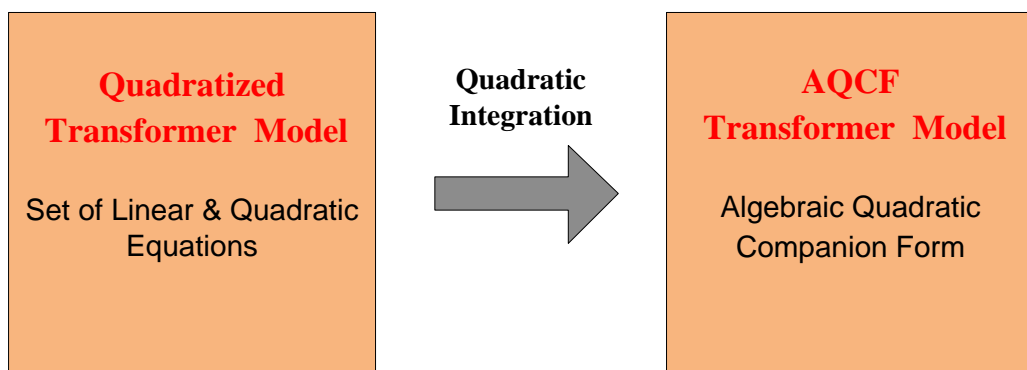 Quadratized
Transformer Model
Set of Linear & Quadratic
Equations
Quadratic
Integration
AQCF
Transformer Model
Algebraic Quadratic
Companion Form